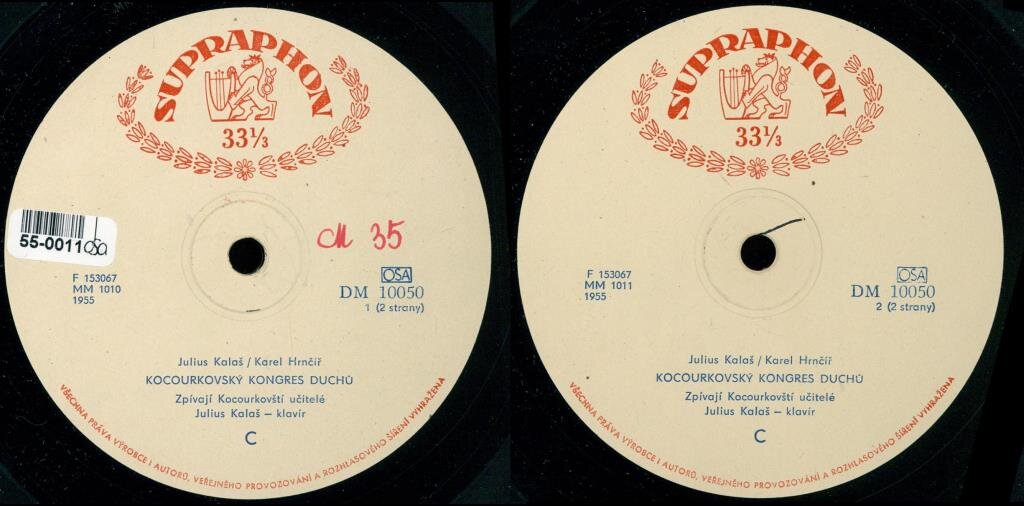 SUPRAPHON
33⅓
55-0011 osa
M 35
F 153067
MM 1010
1955
OSA
DM 10050
1 (2 strany)
Julius Kalaš / Karel Hrnčíř
KOCOURKOVSKÝ KONGRES DUCHŮ
Zpívají Kocourkovští učitelé
Julius Kalaš – klavír
C
VŠECHNA PRÁVA VÝROBCE I AUTORŮ, VEŘEJNÉHO PROVOZOVÁNÍ A ROZHLASOVÉHO ŠÍŘENÍ VYHRAŽENA
SUPRAPHON
33⅓
F 153067
MM 1011
1955
OSA
DM 10050
2 (2 strany)
Julius Kalaš / Karel Hrnčíř
KOCOURKOVSKÝ KONGRES DUCHŮ
Zpívají Kocourkovští učitelé
Julius Kalaš – klavír
C
VŠECHNA PRÁVA VÝROBCE I AUTORŮ, VEŘEJNÉHO PROVOZOVÁNÍ A ROZHLASOVÉHO ŠÍŘENÍ VYHRAŽENA